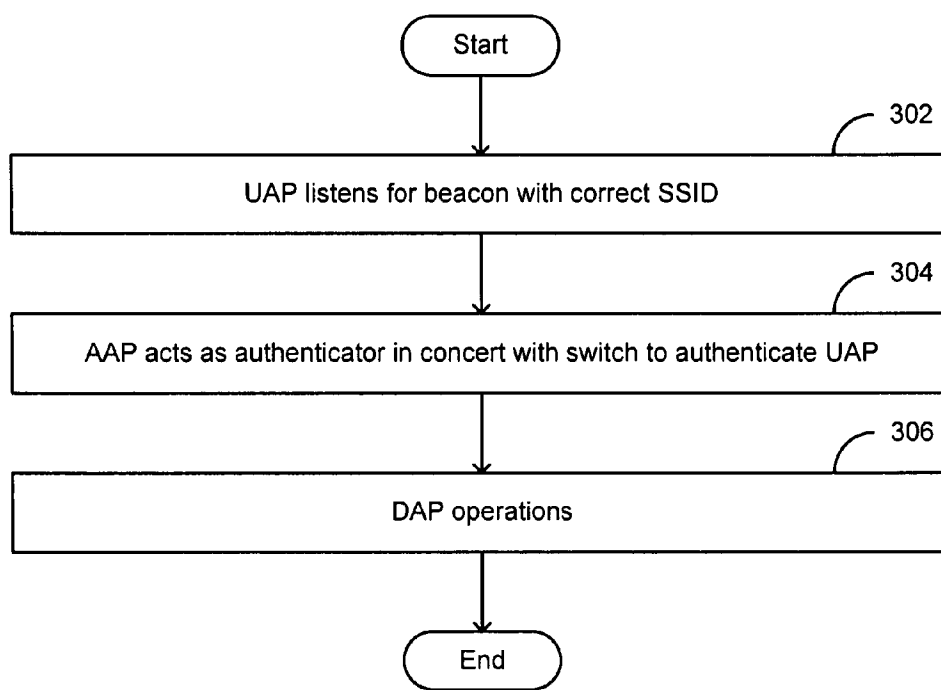 Start
302
UAP listens for beacon with correct SSID
304
AAP acts as authenticator in concert with switch to authenticate UAP
306
DAP operations
End